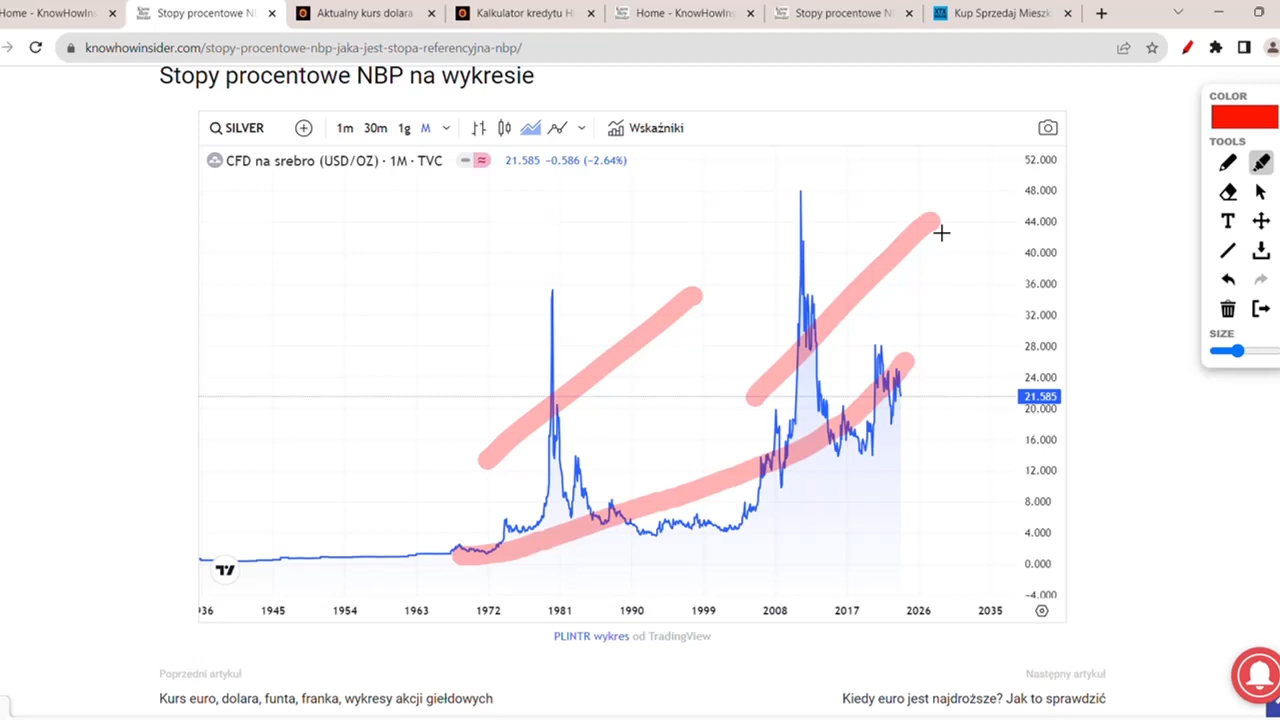 Home - KnowHowIns
Stopy procentowe N
Aktualny kurs dolara
Kalkulator kredytu H
Home - KnowHowIns
Stopy procentowe N
Kup Sprzedaj Mieszk
knowhowinsider.com/stopy-procentowe-nbp-jaka-jest-stopa-referencyjna-nbp/
Stopy procentowe NBP na wykresie
SILVER
1m 30m 1g M
Wskaźniki
CFD na srebro (USD/OZ) · 1M · TVC
21.585 −0.586 (−2.64%)
52.000
48.000
44.000
40.000
36.000
32.000
28.000
24.000
21.585
20.000
16.000
12.000
8.000
4.000
0.000
−4.000
1945 1954 1963 1972 1981 1990 1999 2008 2017 2026 2035
PLINTR wykres od TradingView
Poprzedni artykuł
Kurs euro, dolara, funta, franka, wykresy akcji giełdowych
Następny artykuł
Kiedy euro jest najdroższe? Jak to sprawdzić
COLOR
TOOLS
SIZE